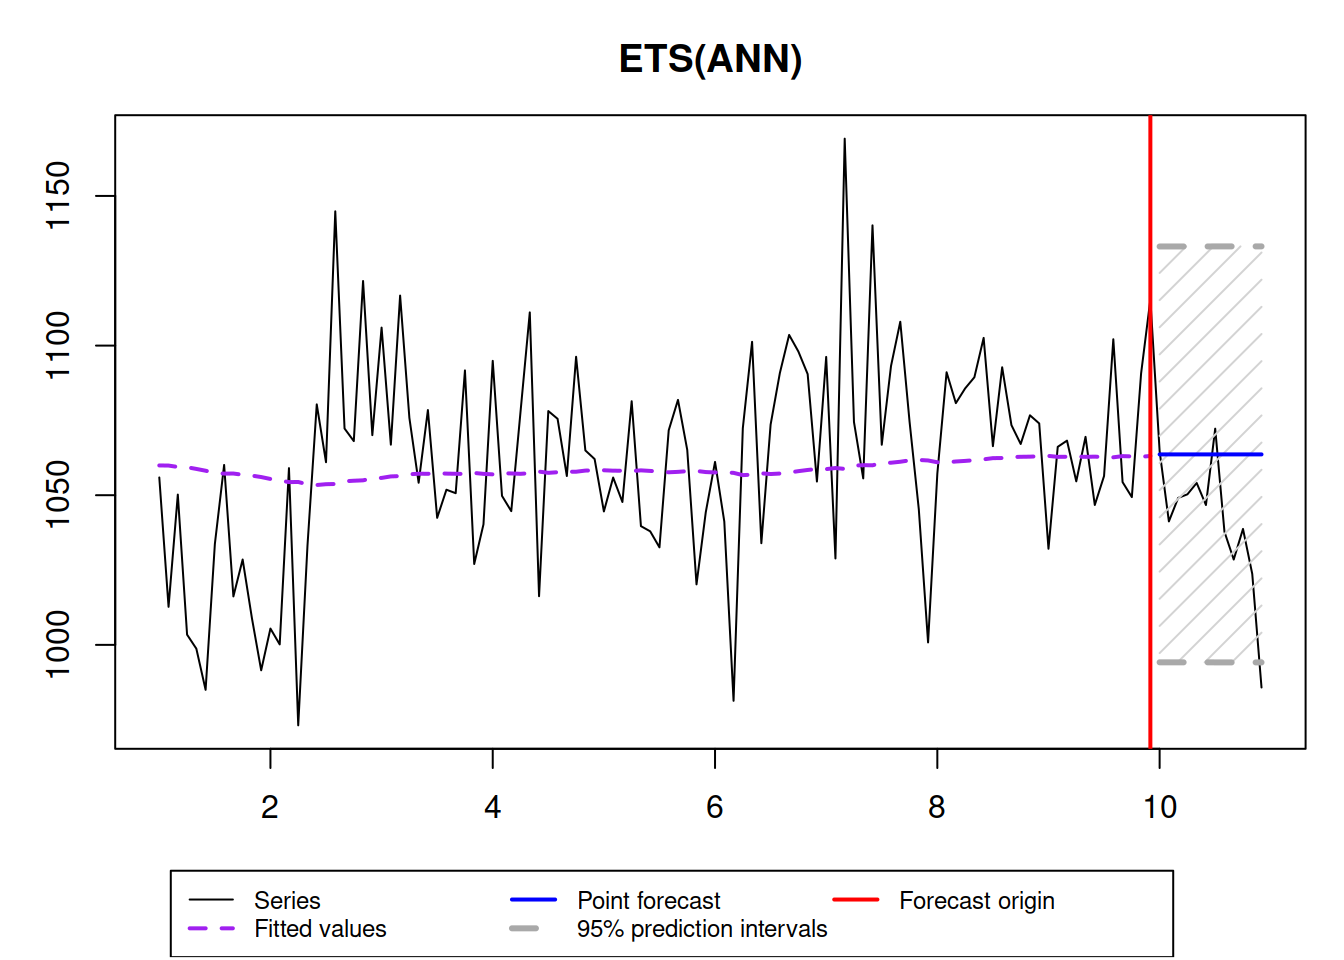 ETS(ANN)
1150
1100
1050
1000
2 4 6 8 10
Series Point forecast Forecast origin
Fitted values 95% prediction intervals